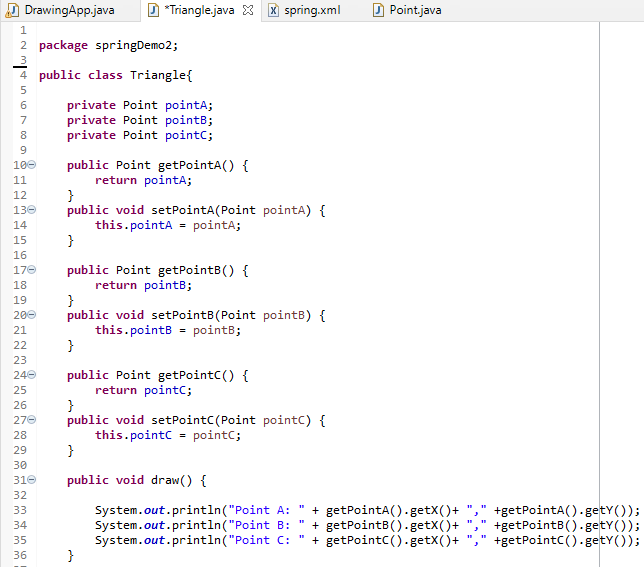 DrawingApp.java *Triangle.java spring.xml Point.java
1
2 package springDemo2;
3
4 public class Triangle{
5
6 private Point pointA;
7 private Point pointB;
8 private Point pointC;
9
10 public Point getPointA() {
11 return pointA;
12 }
13 public void setPointA(Point pointA) {
14 this.pointA = pointA;
15 }
16
17 public Point getPointB() {
18 return pointB;
19 }
20 public void setPointB(Point pointB) {
21 this.pointB = pointB;
22 }
23
24 public Point getPointC() {
25 return pointC;
26 }
27 public void setPointC(Point pointC) {
28 this.pointC = pointC;
29 }
30
31 public void draw() {
32
33 System.out.println("Point A: " + getPointA().getX()+ "," +getPointA().getY());
34 System.out.println("Point B: " + getPointB().getX()+ "," +getPointB().getY());
35 System.out.println("Point C: " + getPointC().getX()+ "," +getPointC().getY());
36 }